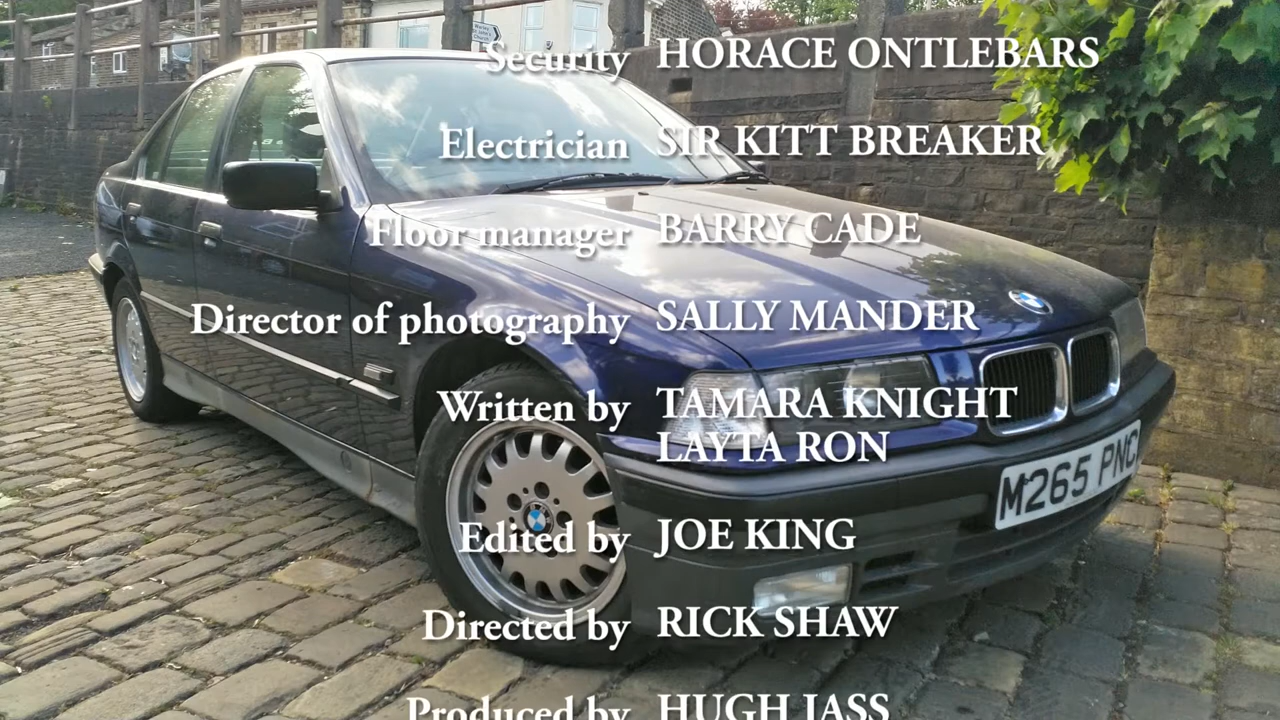 Security HORACE ONTLEBARS
Electrician SIR KITT BREAKER
Floor manager BARRY CADE
Director of photography SALLY MANDER
Written by TAMARA KNIGHT
LAYTA RON
Edited by JOE KING
Directed by RICK SHAW
Produced by HUGH JASS
M265 PNC